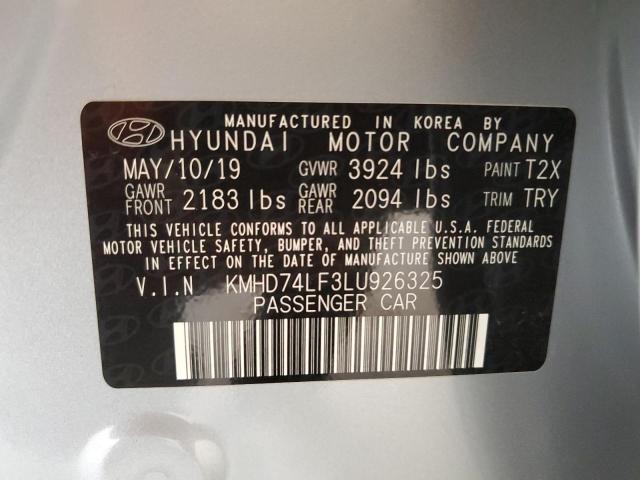 MANUFACTURED IN KOREA BY
HYUNDAI MOTOR COMPANY
MAY/10/19 GVWR 3924 lbs PAINT T2X
GAWR FRONT 2183 lbs GAWR REAR 2094 lbs TRIM TRY
THIS VEHICLE CONFORMS TO ALL APPLICABLE U.S.A. FEDERAL
MOTOR VEHICLE SAFETY, BUMPER, AND THEFT PREVENTION
STANDARDS IN EFFECT ON THE DATE OF MANUFACTURE SHOWN ABOVE
V.I.N KMHD74LF3LU926325
PASSENGER CAR